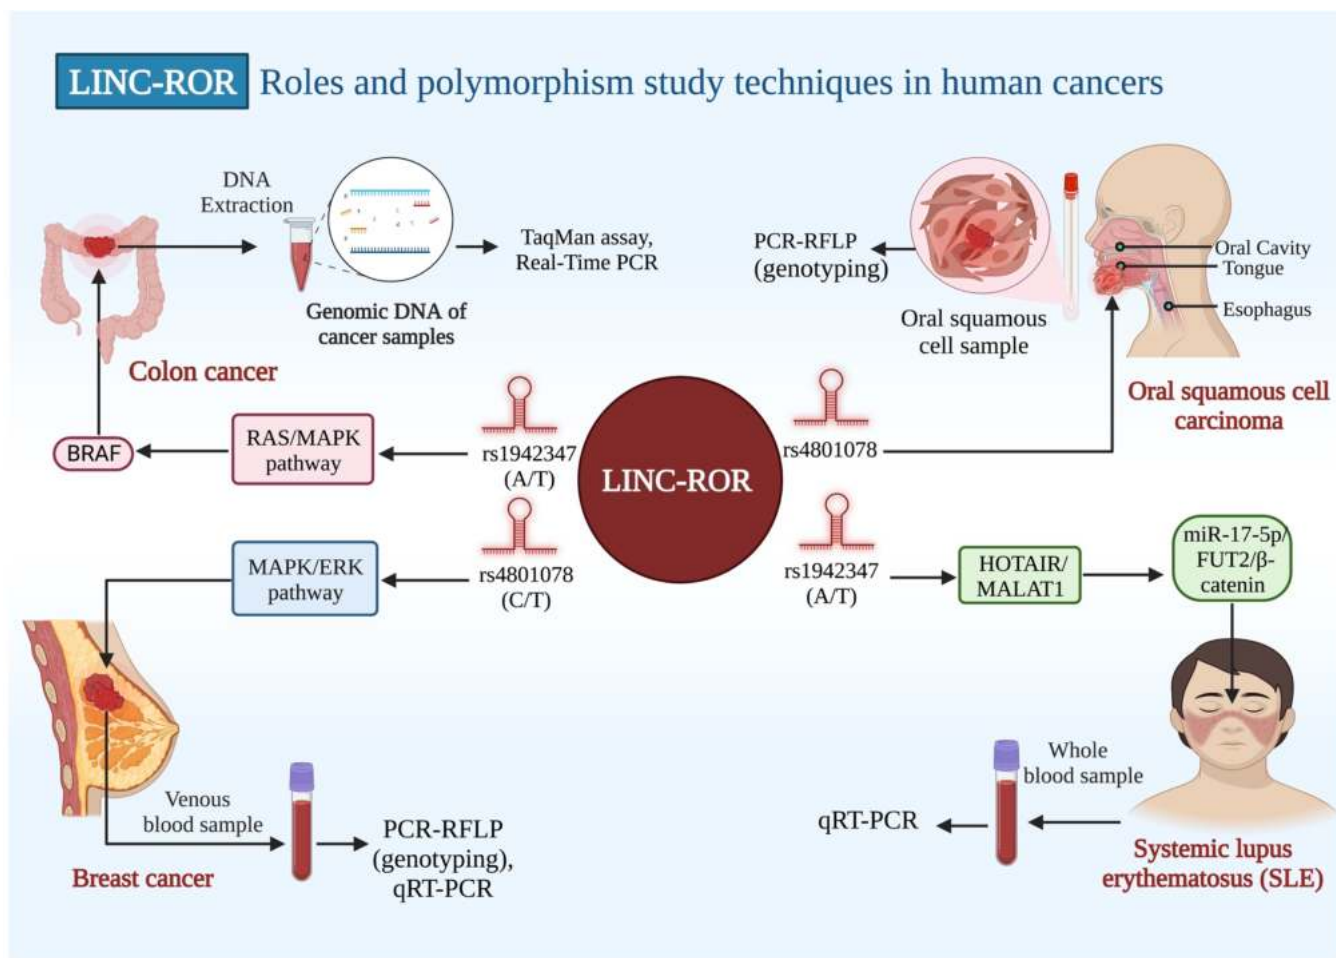 LINC-ROR Roles and polymorphism study techniques in human cancers
DNA
Extraction
TaqMan assay,
Real-Time PCR
Genomic DNA of
cancer samples
Colon cancer
BRAF
RAS/MAPK
pathway
rs1942347
(A/T)
PCR-RFLP
(genotyping)
Oral squamous
cell sample
Oral Cavity
Tongue
Esophagus
Oral squamous cell
carcinoma
rs4801078
LINC-ROR
MAPK/ERK
pathway
rs4801078
(C/T)
rs1942347
(A/T)
HOTAIR/
MALAT1
miR-17-5p/
FUT2/β-
catenin
Venous
blood sample
Breast cancer
PCR-RFLP
(genotyping),
qRT-PCR
qRT-PCR
Whole
blood sample
Systemic lupus
erythematosus (SLE)